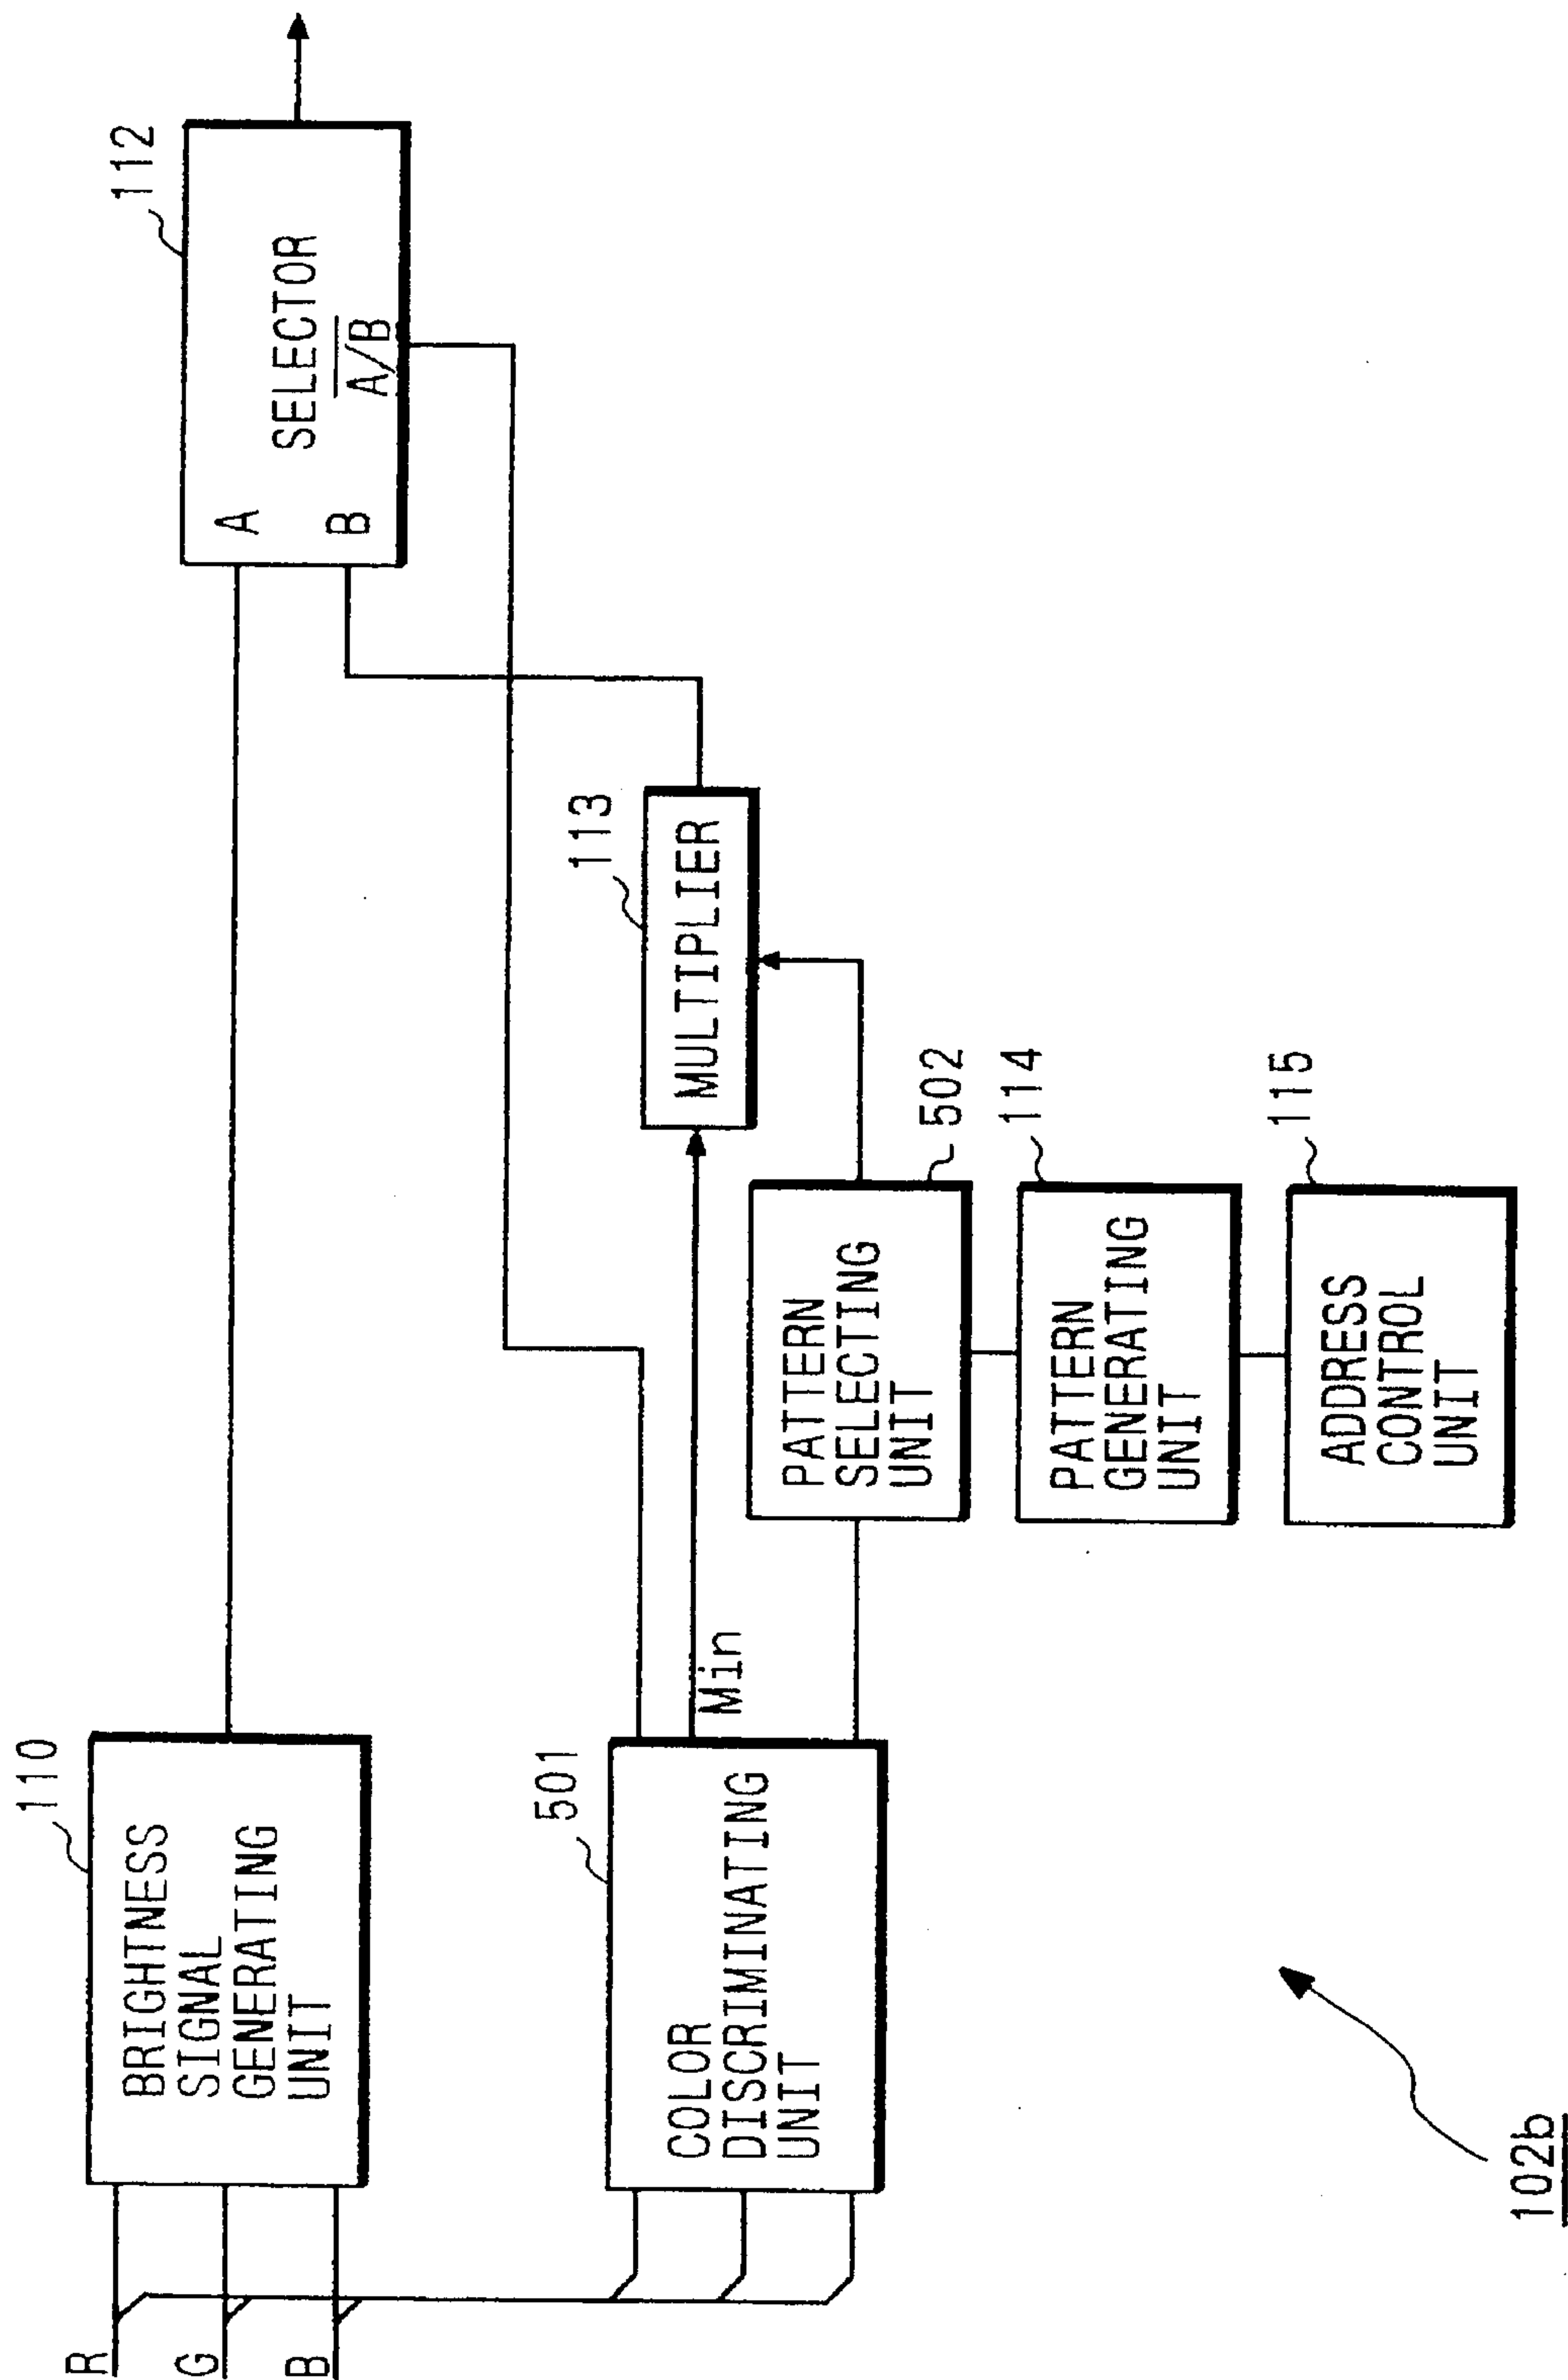 R
G
B
110
BRIGHTNESS
SIGNAL
GENERATING
UNIT
501
COLOR
DISCRIMINATING
UNIT
Min
PATTERN
SELECTING
UNIT
502
PATTERN
GENERATING
UNIT
114
ADDRESS
CONTROL
UNIT
115
MULTIPLIER
113
A
B
SELECTOR
A/B
112
102b